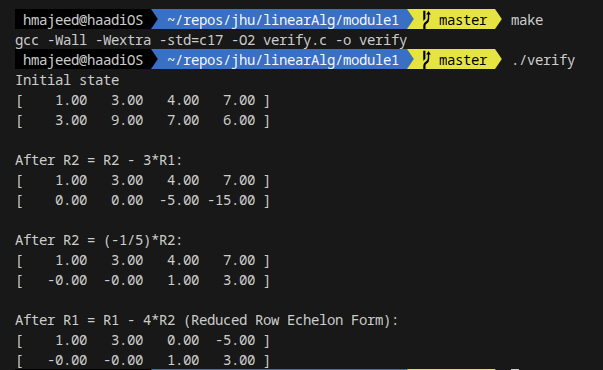 hmajeed@haadiOS ~/repos/jhu/linearAlg/module1 master make
gcc -Wall -Wextra -std=c17 -O2 verify.c -o verify
hmajeed@haadiOS ~/repos/jhu/linearAlg/module1 master ./verify
Initial state
[    1.00   3.00   4.00   7.00 ]
[    3.00   9.00   7.00   6.00 ]
After R2 = R2 - 3*R1:
[    1.00   3.00   4.00   7.00 ]
[    0.00   0.00  -5.00 -15.00 ]
After R2 = (-1/5)*R2:
[    1.00   3.00   4.00   7.00 ]
[   -0.00  -0.00   1.00   3.00 ]
After R1 = R1 - 4*R2 (Reduced Row Echelon Form):
[    1.00   3.00   0.00  -5.00 ]
[   -0.00  -0.00   1.00   3.00 ]